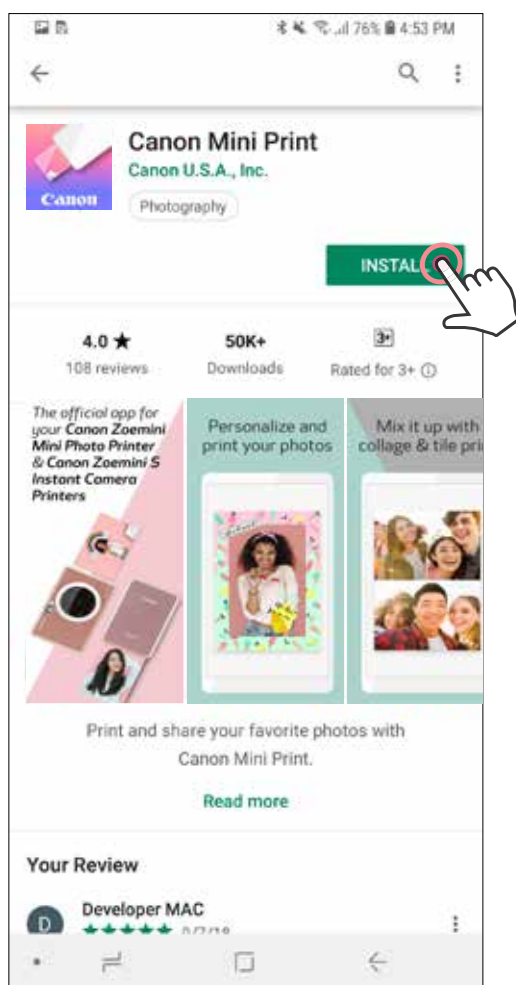 76% 4:53 PM
Canon Mini Print
Canon U.S.A., Inc.
Canon
Photography
INSTALL
4.0 ★ 50K+ 3+
108 reviews Downloads Rated for 3+
The official app for
your Canon Zoemini
Mini Photo Printer
& Canon Zoemini S
Instant Camera
Printers
Personalize and
print your photos
Mix it up with
collage & tile pri
Print and share your favorite photos with
Canon Mini Print.
Read more
Your Review
D
Developer MAC